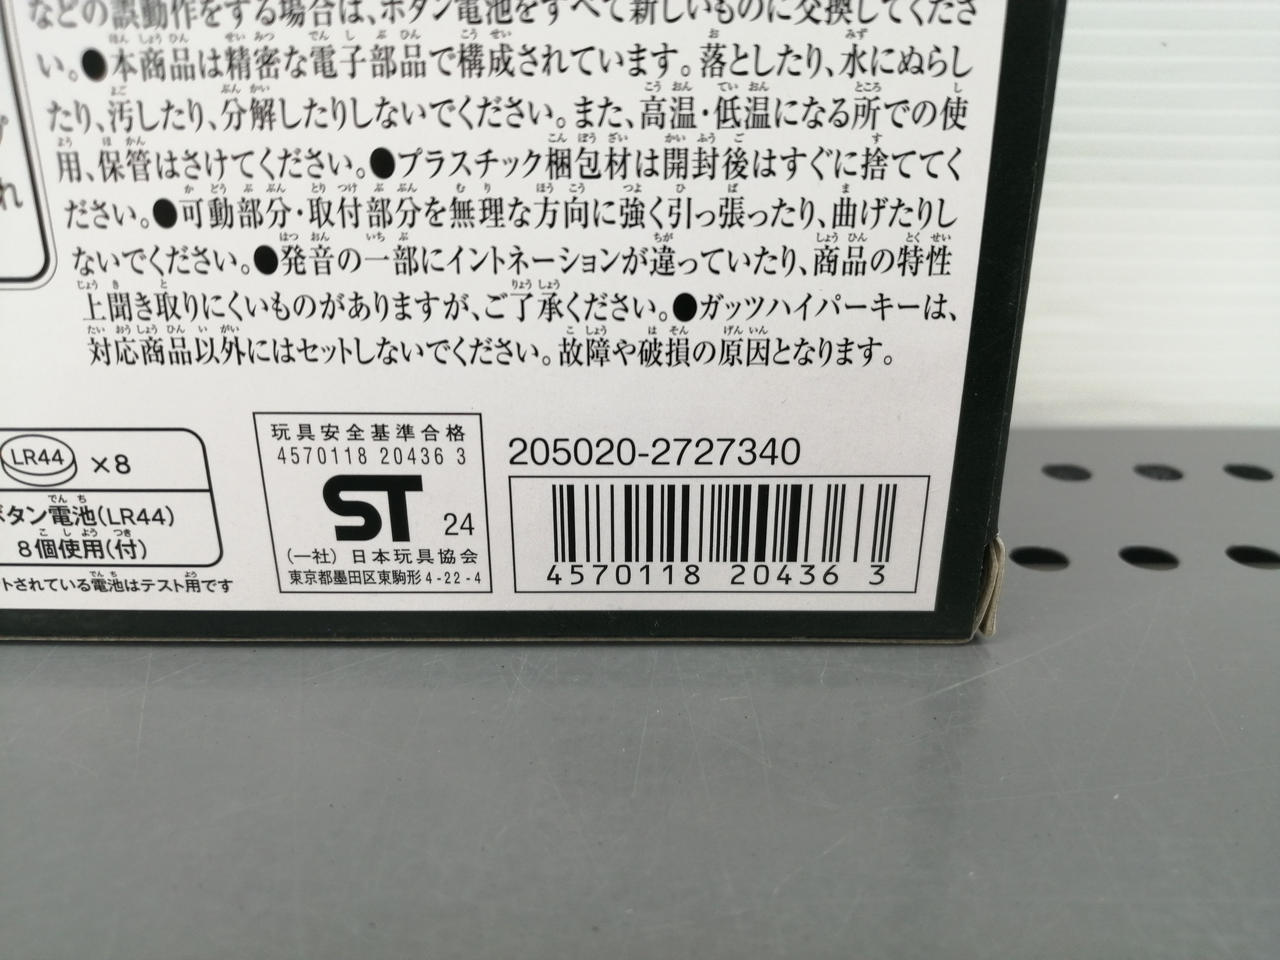 などの誤動作をする場合は、ボタン電池をすべて新しいものに交換してくださ
い。●本商品は精密な電子部品で構成されています。落としたり、水にぬらし
たり、汚したり、分解したりしないでください。また、高温・低温になる所での使
用、保管はさけてください。●プラスチック梱包材は開封後はすぐに捨ててく
ださい。●可動部分・取付部分を無理な方向に強く引っ張ったり、曲げたりし
ないでください。●発音の一部にイントネーションが違っていたり、商品の特性
上聞き取りにくいものがありますが、ご了承ください。●ガッツハイパーキーは、
対応商品以外にはセットしないでください。故障や破損の原因となります。
LR44 ×8
タン電池(LR44)
8個使用(付)
トされている電池はテスト用です
玩具安全基準合格
4570118 20436 3
ST 24
(一社) 日本玩具協会
東京都墨田区東駒形4-22-4
205020-2727340
4570118 20436 3